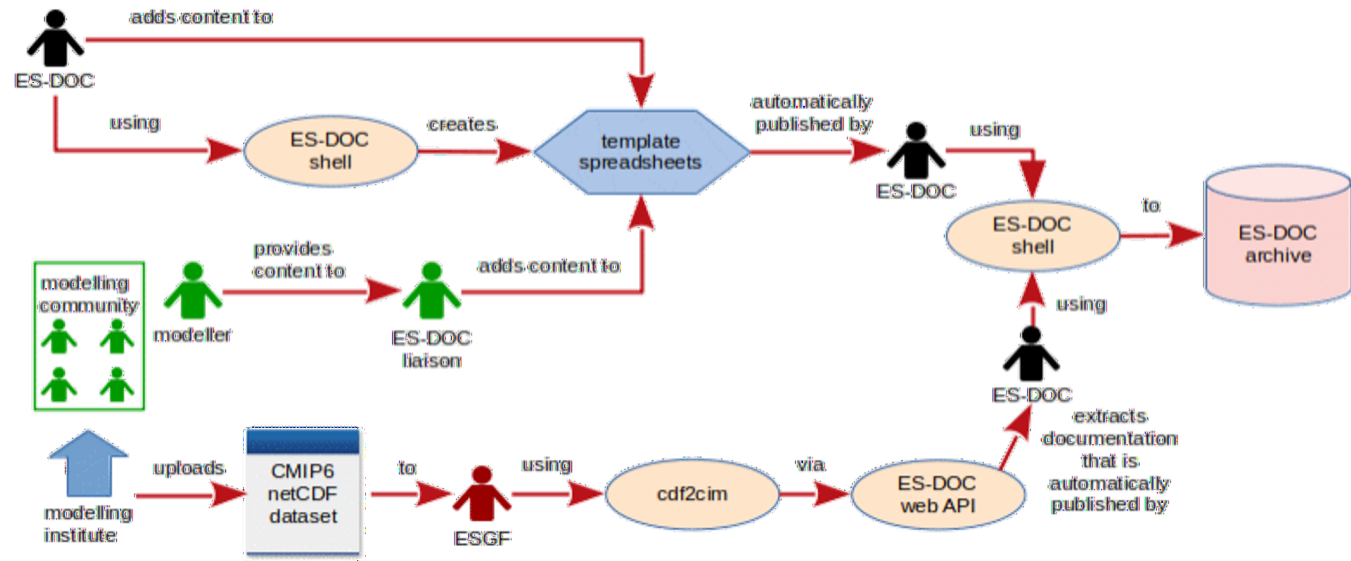 adds content to
ES-DOC
using
ES-DOC
shell
creates
template
spreadsheets
automatically
published by
ES-DOC
using
ES-DOC
shell
to
ES-DOC
archive
modelling
community
modeller
provides
content to
ES-DOC
liaison
adds content to
using
ES-DOC
extracts
documentation
that is
automatically
published by
modelling
institute
uploads
CMIP6
netCDF
dataset
to
ESGF
using
cdf2cim
via
ES-DOC
web API